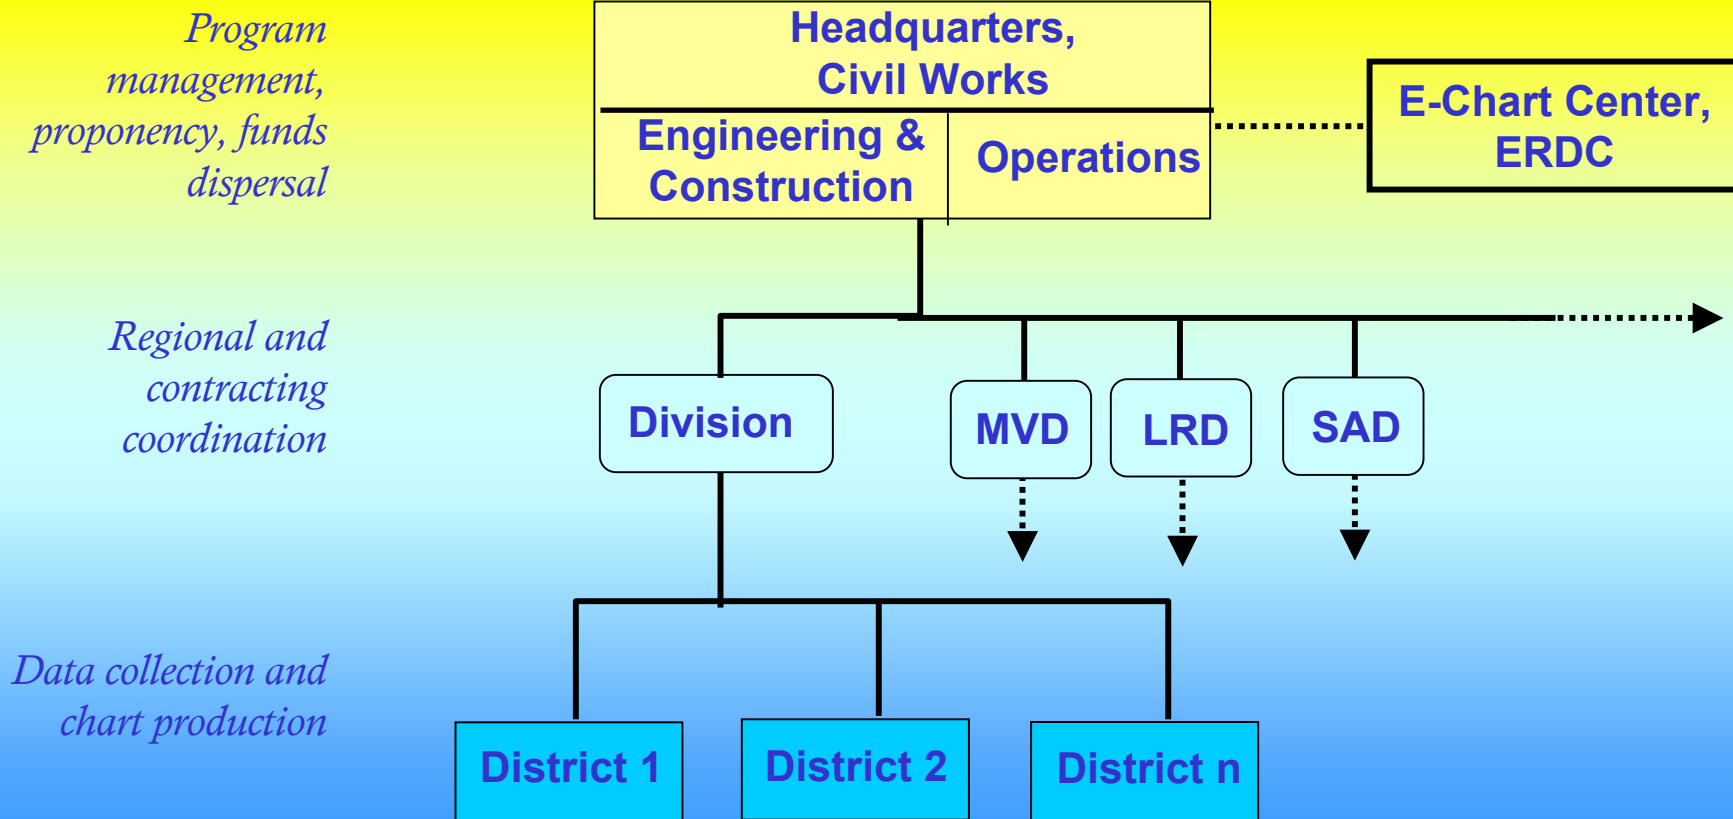 Program
management,
proponency, funds
dispersal
Headquarters,
Civil Works
Engineering &
Construction
Operations
E-Chart Center,
ERDC
Regional and
contracting
coordination
Division
MVD
LRD
SAD
Data collection and
chart production
District 1
District 2
District n